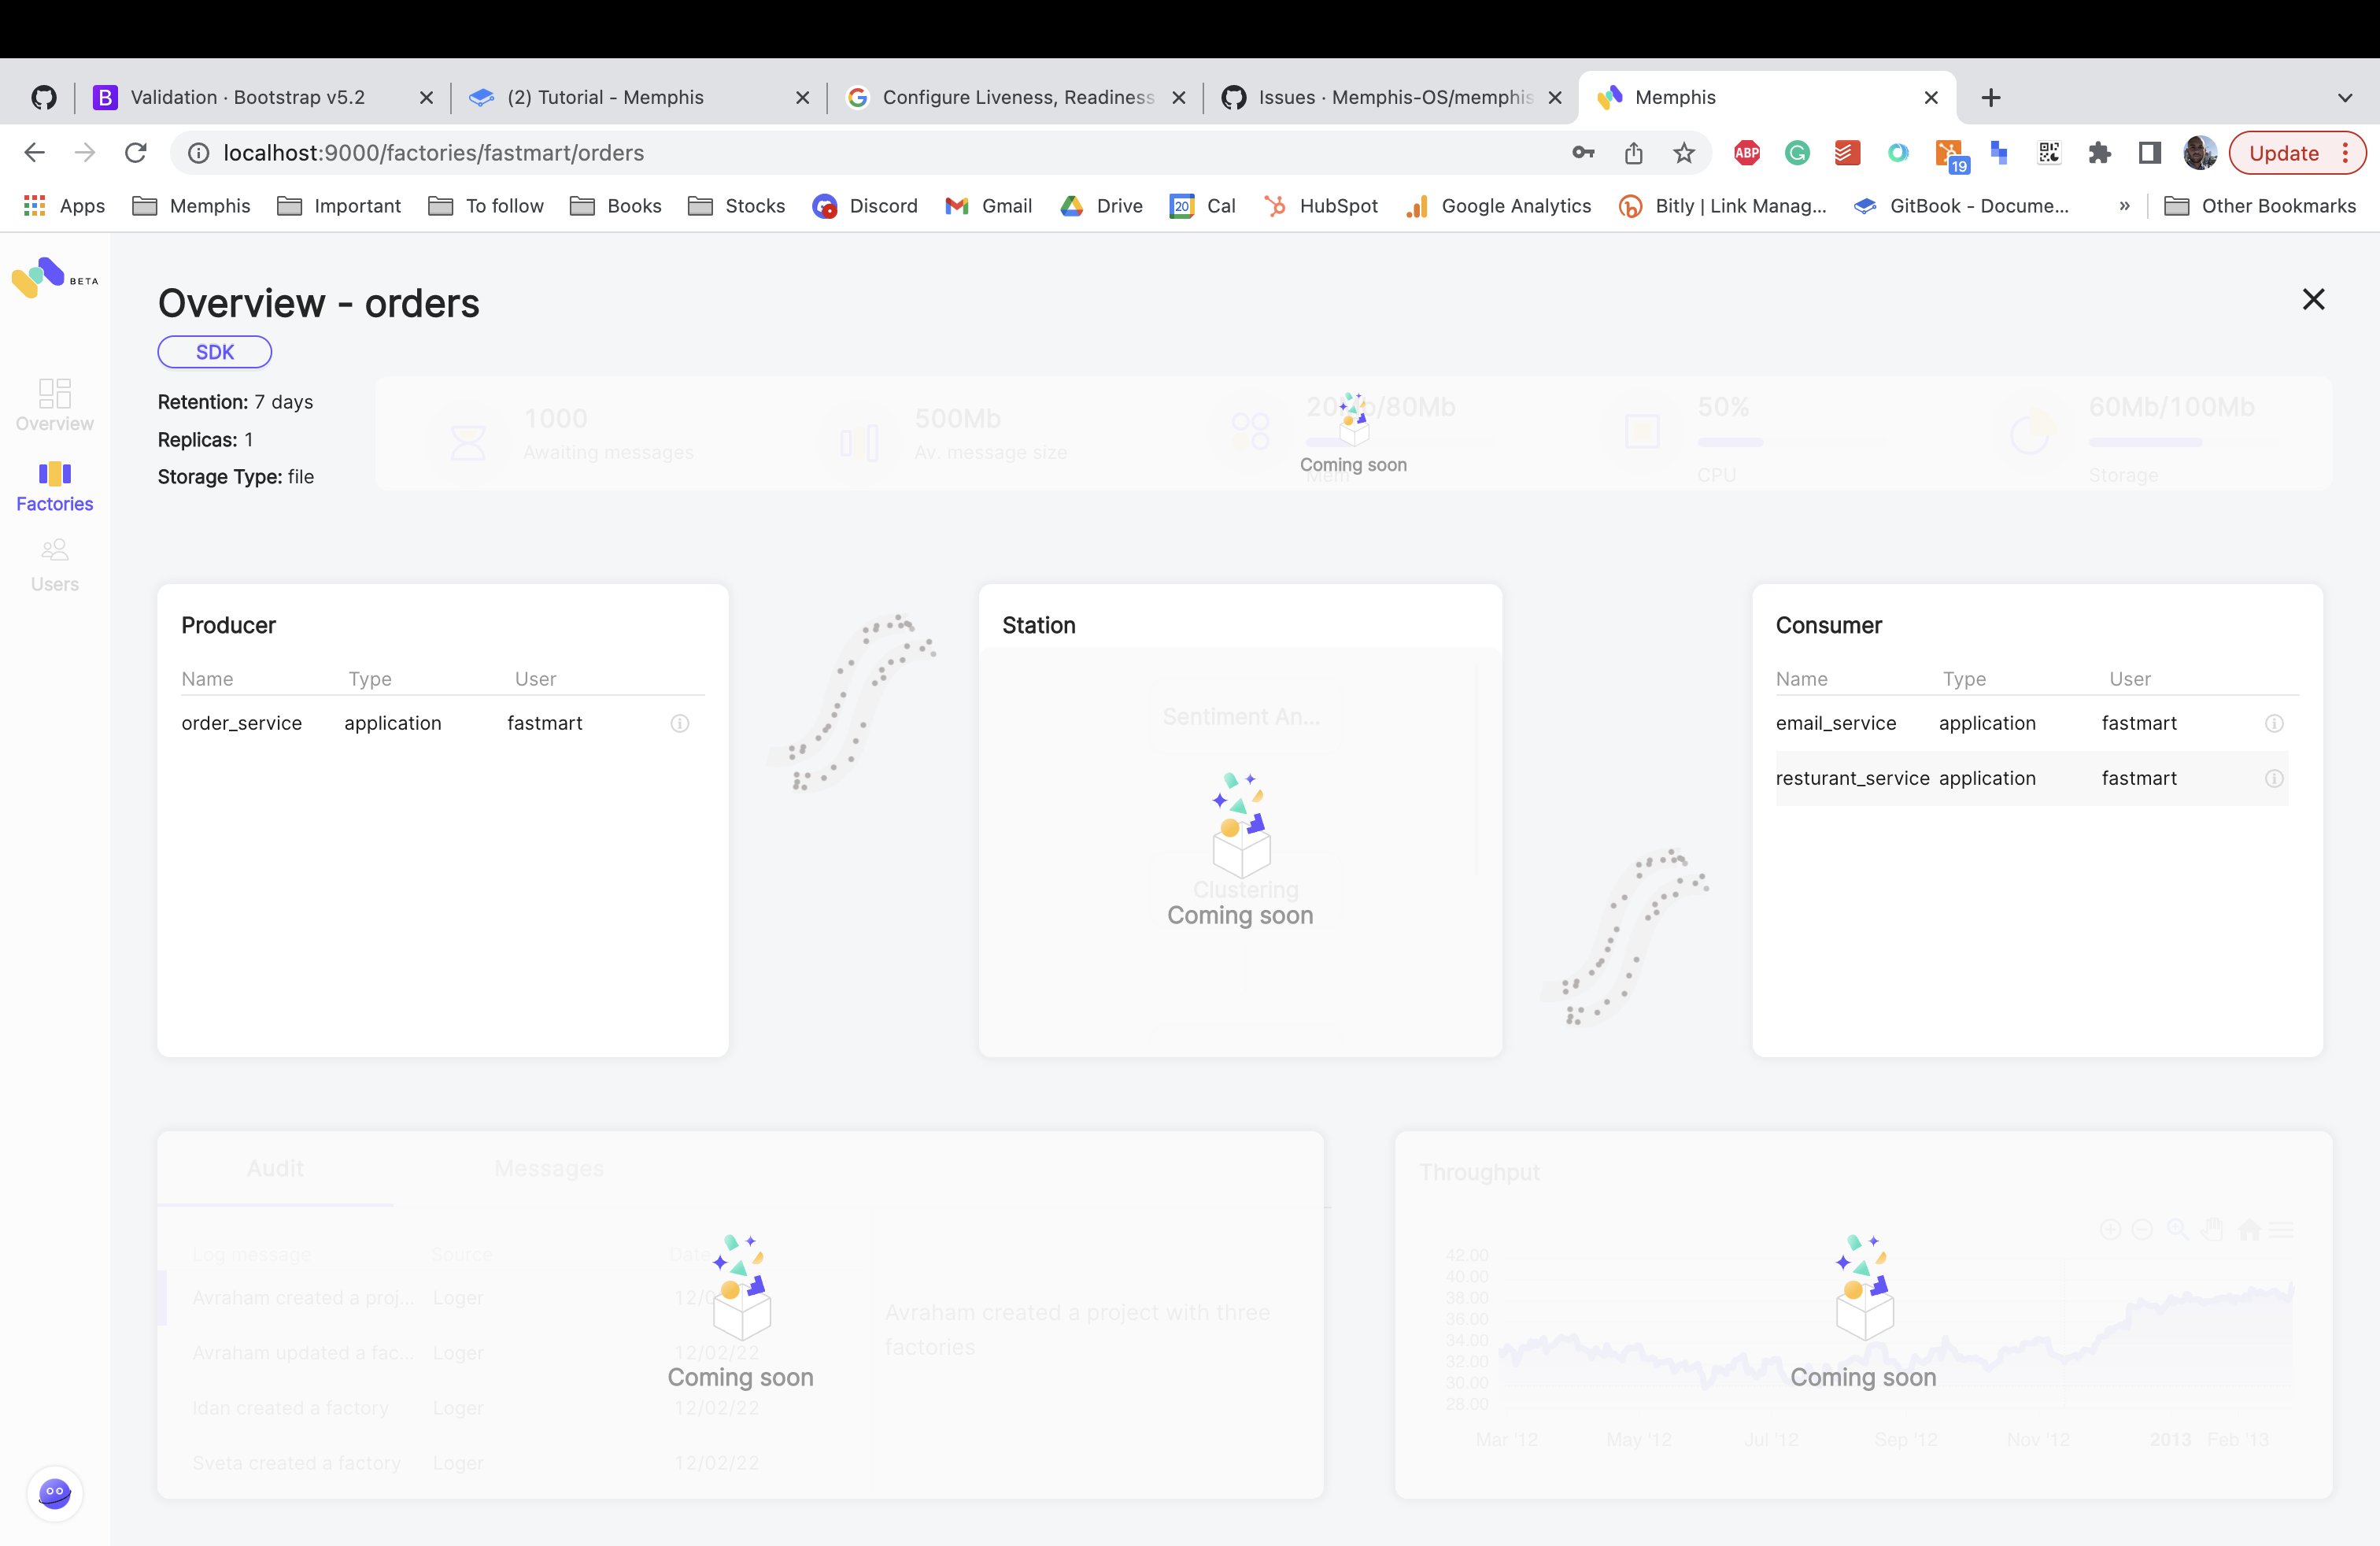 Validation · Bootstrap v5.2
(2) Tutorial - Memphis
Configure Liveness, Readiness
Issues · Memphis-OS/memphis
Memphis
localhost:9000/factories/fastmart/orders
ABP
19
Update
Apps
Memphis
Important
To follow
Books
Stocks
Discord
Gmail
Drive
20
Cal
HubSpot
Google Analytics
Bitly | Link Manag...
GitBook - Docume...
»
Other Bookmarks
BETA
Overview
Factories
Users
Overview - orders
SDK
Retention: 7 days
Replicas: 1
Storage Type: file
1000
Awaiting messages
500Mb
Av. message size
20Mb/80Mb
Coming soon
Mem
50%
CPU
60Mb/100Mb
Storage
Producer
Name Type User
order_service application fastmart
Station
Sentiment An...
Clustering
Coming soon
Consumer
Name Type User
email_service application fastmart
resturant_service application fastmart
Audit Messages
Log message Source Date
Avraham created a proj... Loger 12/0
Avraham updated a fac... Loger 12/02/22
Idan created a factory Loger 12/02/22
Sveta created a factory Loger 12/02/22
Avraham created a project with three
factories
Coming soon
Throughput
42.00
40.00
38.00
36.00
34.00
32.00
30.00
28.00
Mar '12 May '12 Jul '12 Sep '12 Nov '12 2013 Feb '13
Coming soon